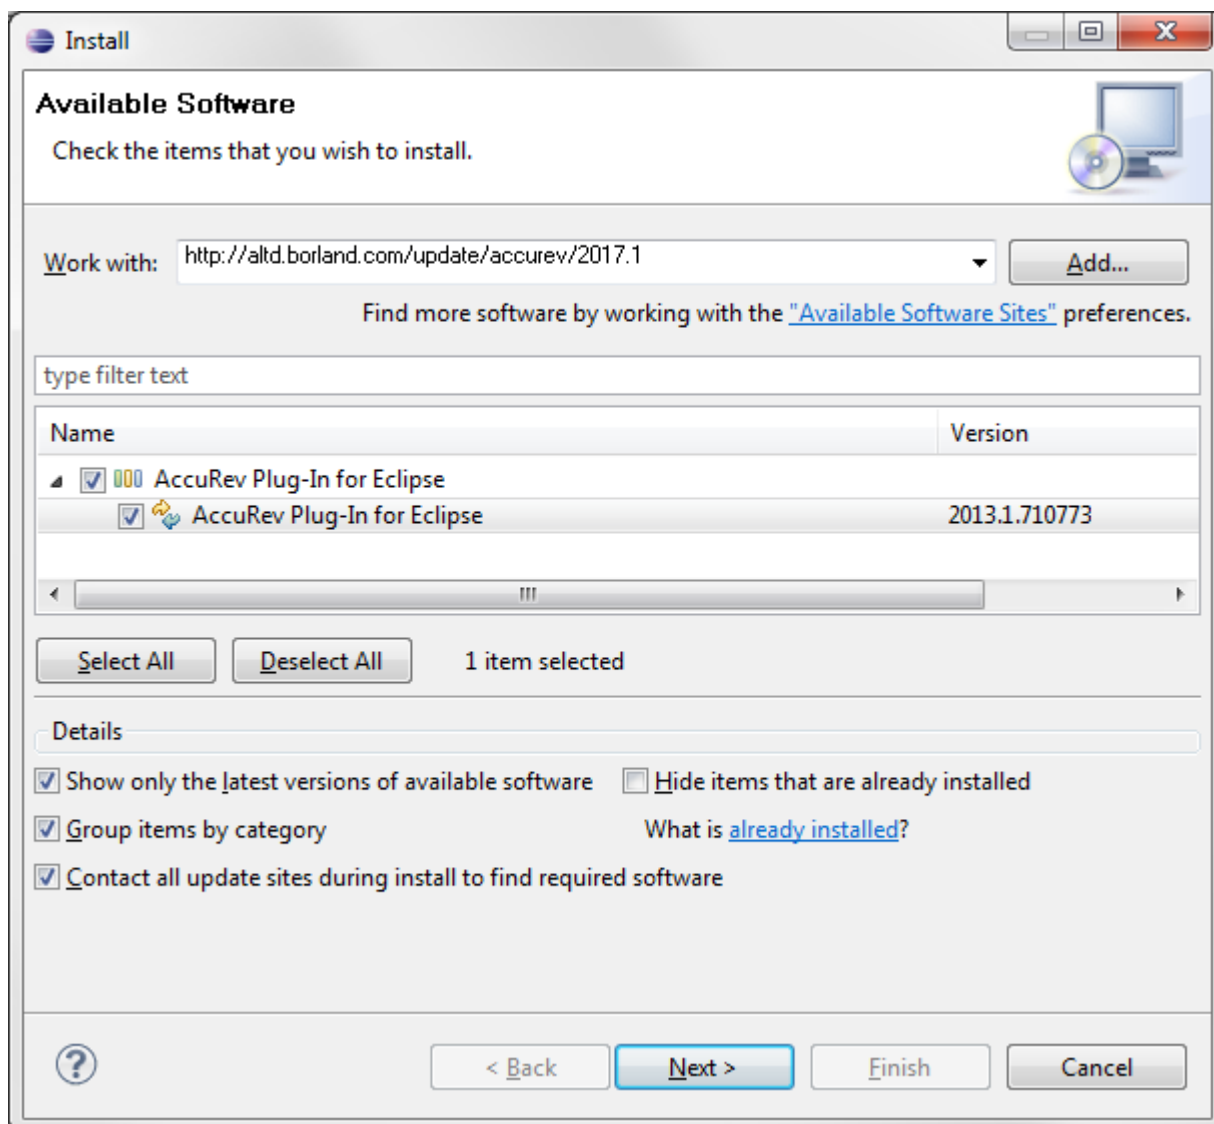 Install
Available Software
Check the items that you wish to install.
Work with: http://altd.borland.com/update/accurev/2017.1 Add...
Find more software by working with the "Available Software Sites" preferences.
type filter text
Name Version
AccuRev Plug-In for Eclipse
AccuRev Plug-In for Eclipse 2013.1.710773
Select All Deselect All 1 item selected
Details
Show only the latest versions of available software Hide items that are already installed
Group items by category What is already installed?
Contact all update sites during install to find required software
? < Back Next > Finish Cancel